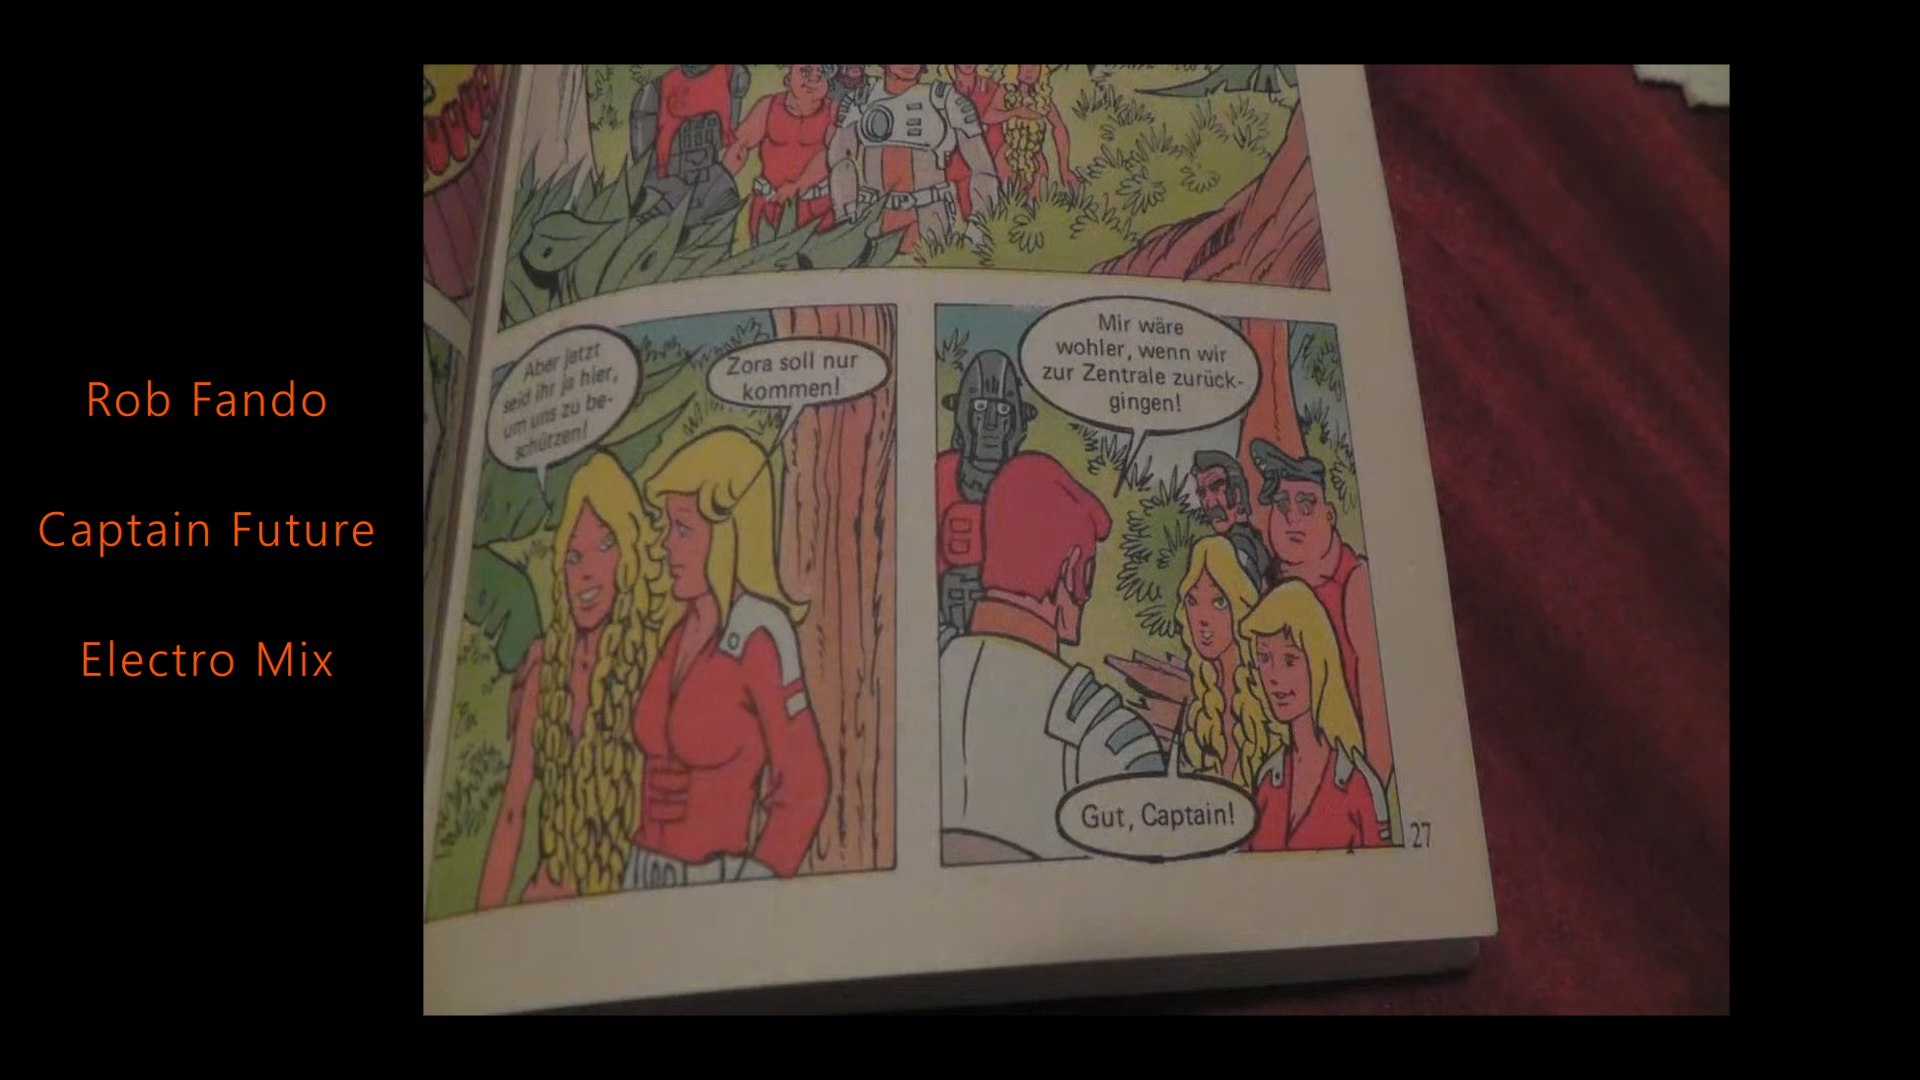 Rob Fando
Captain Future
Electro Mix
Aber jetzt
seid ihr ja hier,
um uns zu be-
schützen!
Zora soll nur
kommen!
Mir wäre
wohler, wenn wir
zur Zentrale zurück-
gingen!
Gut, Captain!
27